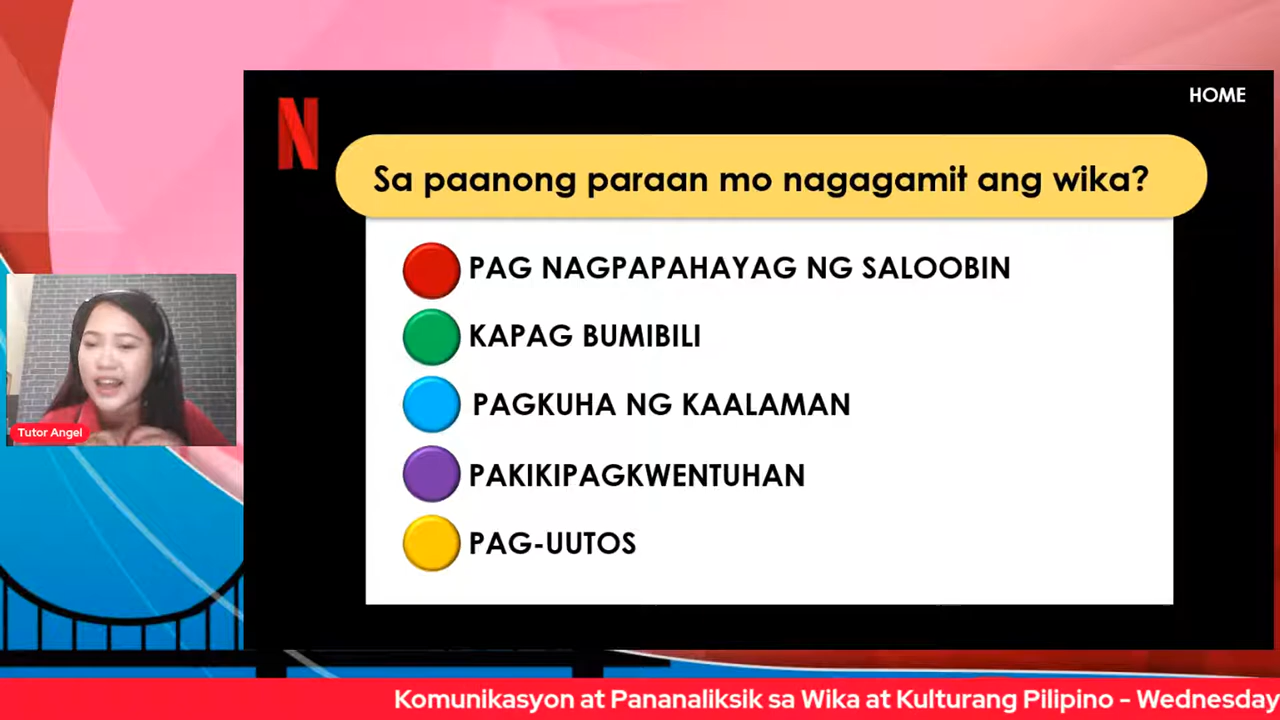 HOME
N
Sa paanong paraan mo nagagamit ang wika?
PAG NAGPAPAHAYAG NG SALOOBIN
KAPAG BUMIBILI
PAGKUHA NG KAALAMAN
PAKIKIPAGKWENTUHAN
PAG-UUTOS
Tutor Angel
Komunikasyon at Pananaliksik sa Wika at Kulturang Pilipino - Wednesday